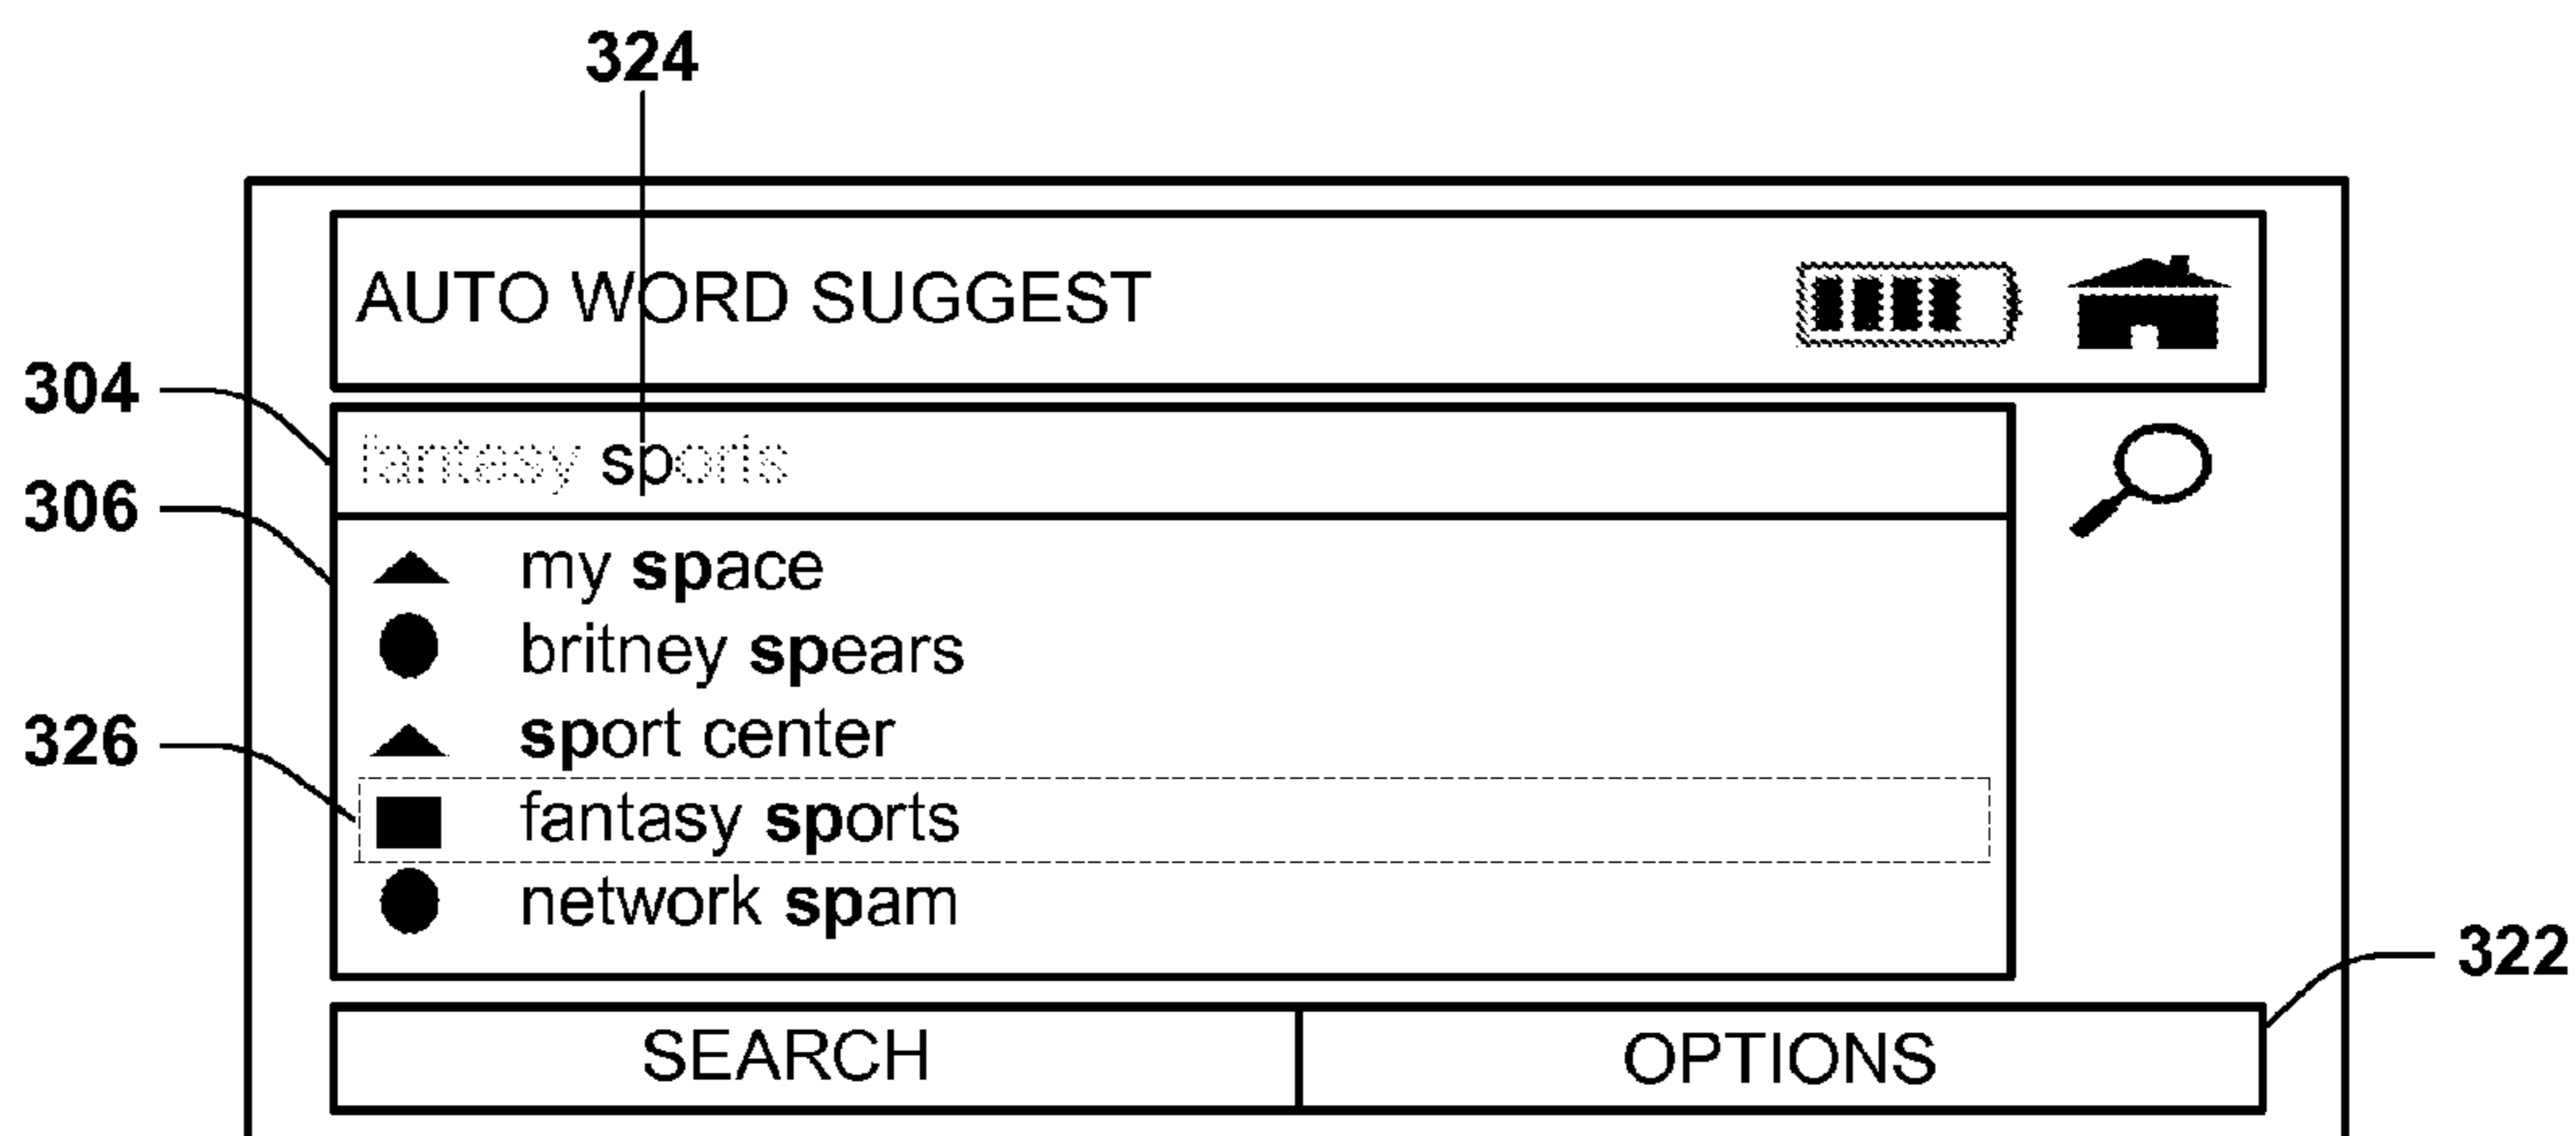 324
AUTO WORD SUGGEST
304
fantasy sports
306
my space
britney spears
326
sport center
fantasy sports
network spam
322
SEARCH OPTIONS